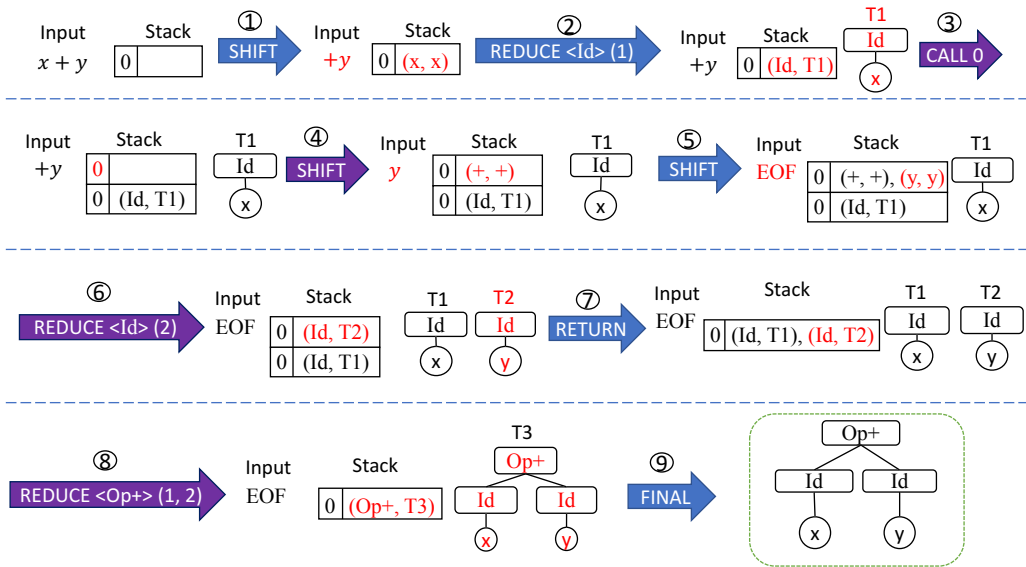 Input Stack ① Input Stack ② Input Stack T1 ③
x + y 0 SHIFT +y 0 (x, x) REDUCE <Id> (1) +y 0 (Id, T1) Id x CALL 0
Input Stack T1 ④ Input Stack T1 ⑤ Input Stack T1
+y 0 Id SHIFT y 0 (+, +) Id SHIFT EOF 0 (+, +), (y, y) Id
0 (Id, T1) x 0 (Id, T1) x 0 (Id, T1) x
⑥ Input Stack T1 T2 ⑦ Input Stack T1 T2
REDUCE <Id> (2) EOF 0 (Id, T2) Id Id RETURN EOF 0 (Id, T1), (Id, T2) Id Id
0 (Id, T1) x y x y
⑧ Input Stack T3 Op+ ⑨ Op+
REDUCE <Op+> (1, 2) EOF 0 (Op+, T3) Id Id FINAL Id Id
x y x y